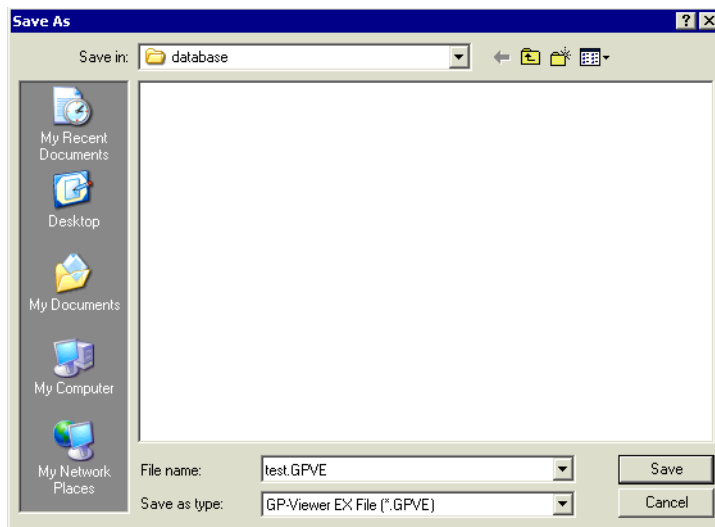 Save As
Save in:
database
My Recent
Documents
Desktop
My Documents
My Computer
My Network
Places
File name:
test.GPVE
Save
Save as type:
GP-Viewer EX File (*.GPVE)
Cancel